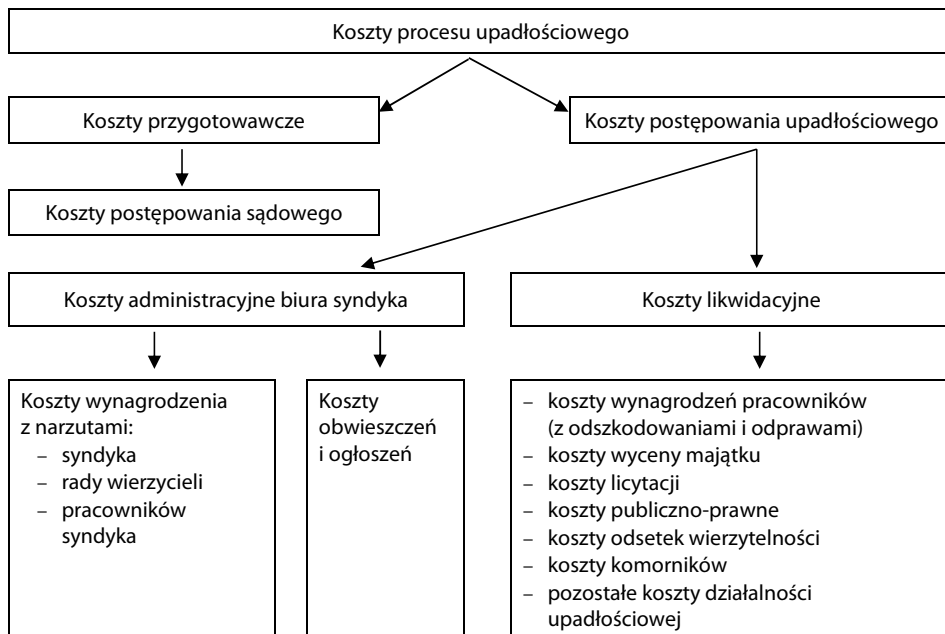 Koszty procesu upadłościowego
Koszty przygotowawcze
Koszty postępowania upadłościowego
Koszty postępowania sądowego
Koszty administracyjne biura syndyka
Koszty likwidacyjne
Koszty wynagrodzenia
z narzutami:
– syndyka
– rady wierzycieli
– pracowników
syndyka
Koszty
obwieszczeń
i ogłoszeń
– koszty wynagrodzeń pracowników
(z odszkodowaniami i odprawami)
– koszty wyceny majątku
– koszty licytacji
– koszty publiczno-prawne
– koszty odsetek wierzytelności
– koszty komorników
– pozostałe koszty działalności
upadłościowej